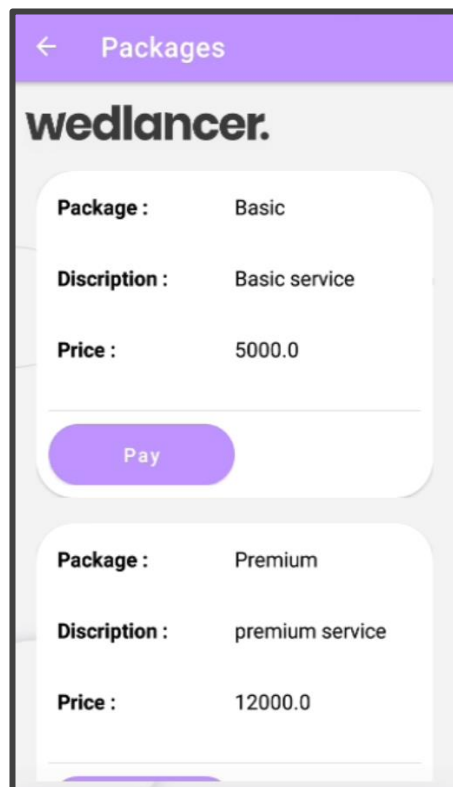 Packages
wedlancer.
Package : Basic
Discription : Basic service
Price : 5000.0
Pay
Package : Premium
Discription : premium service
Price : 12000.0